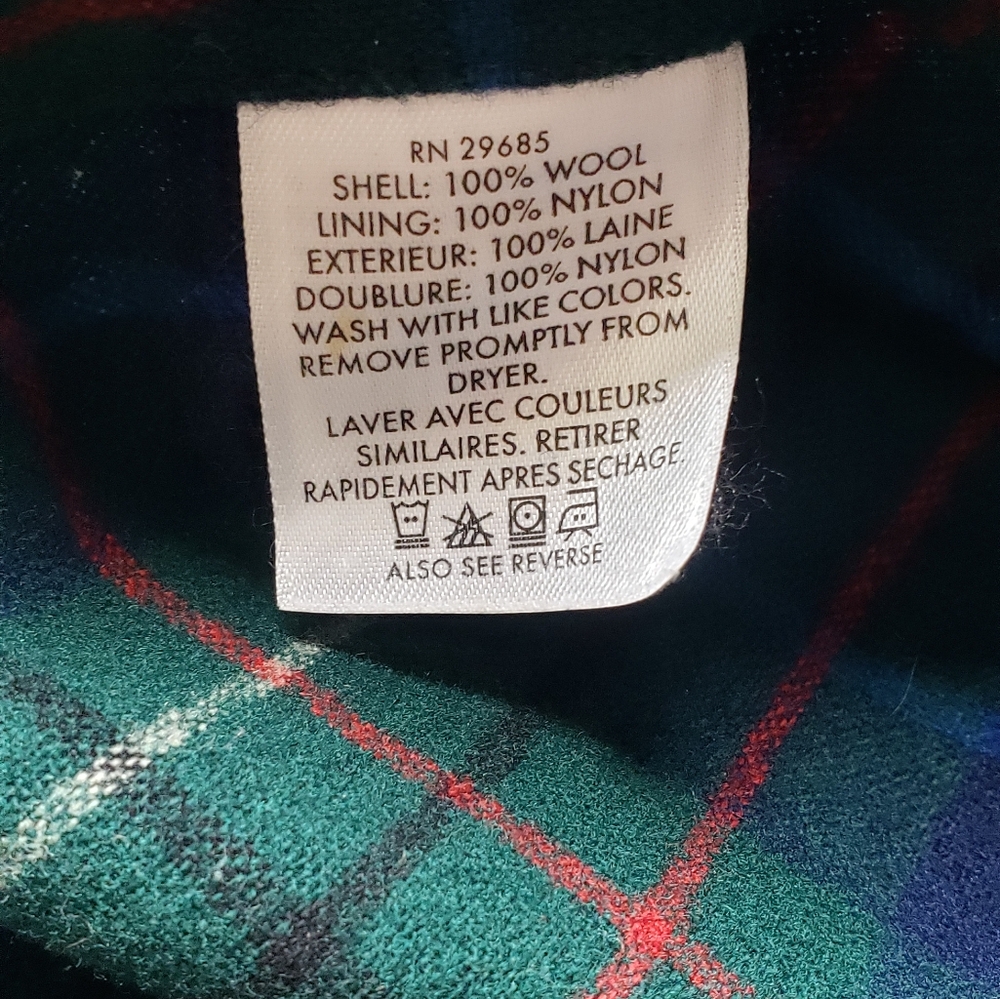 RN 29685
SHELL: 100% WOOL
LINING: 100% NYLON
EXTERIEUR: 100% LAINE
DOUBLURE: 100% NYLON
WASH WITH LIKE COLORS.
REMOVE PROMPTLY FROM
DRYER.
LAVER AVEC COULEURS
SIMILAIRES. RETIRER
RAPIDEMENT APRES SECHAGE.
ALSO SEE REVERSE